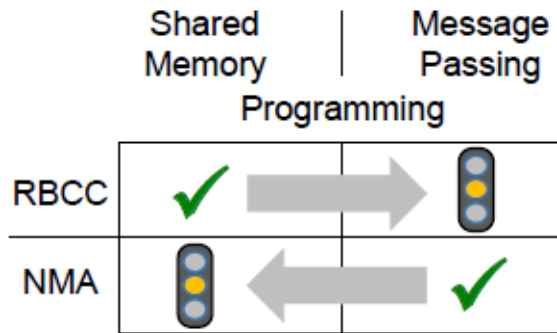 Shared Message
Memory Passing
Programming
RBCC
NMA